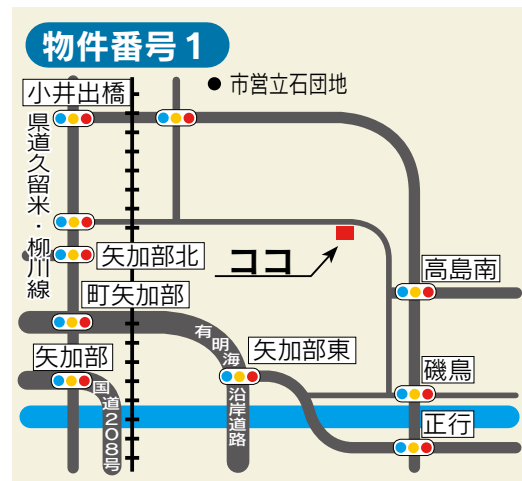 物件番号1
小井出橋
● 市営立石団地
県道久留米・柳川線
矢加部北
ココ
高島南
町矢加部
有明海沿岸道路
矢加部東
矢加部
国道208号
磯鳥
正行